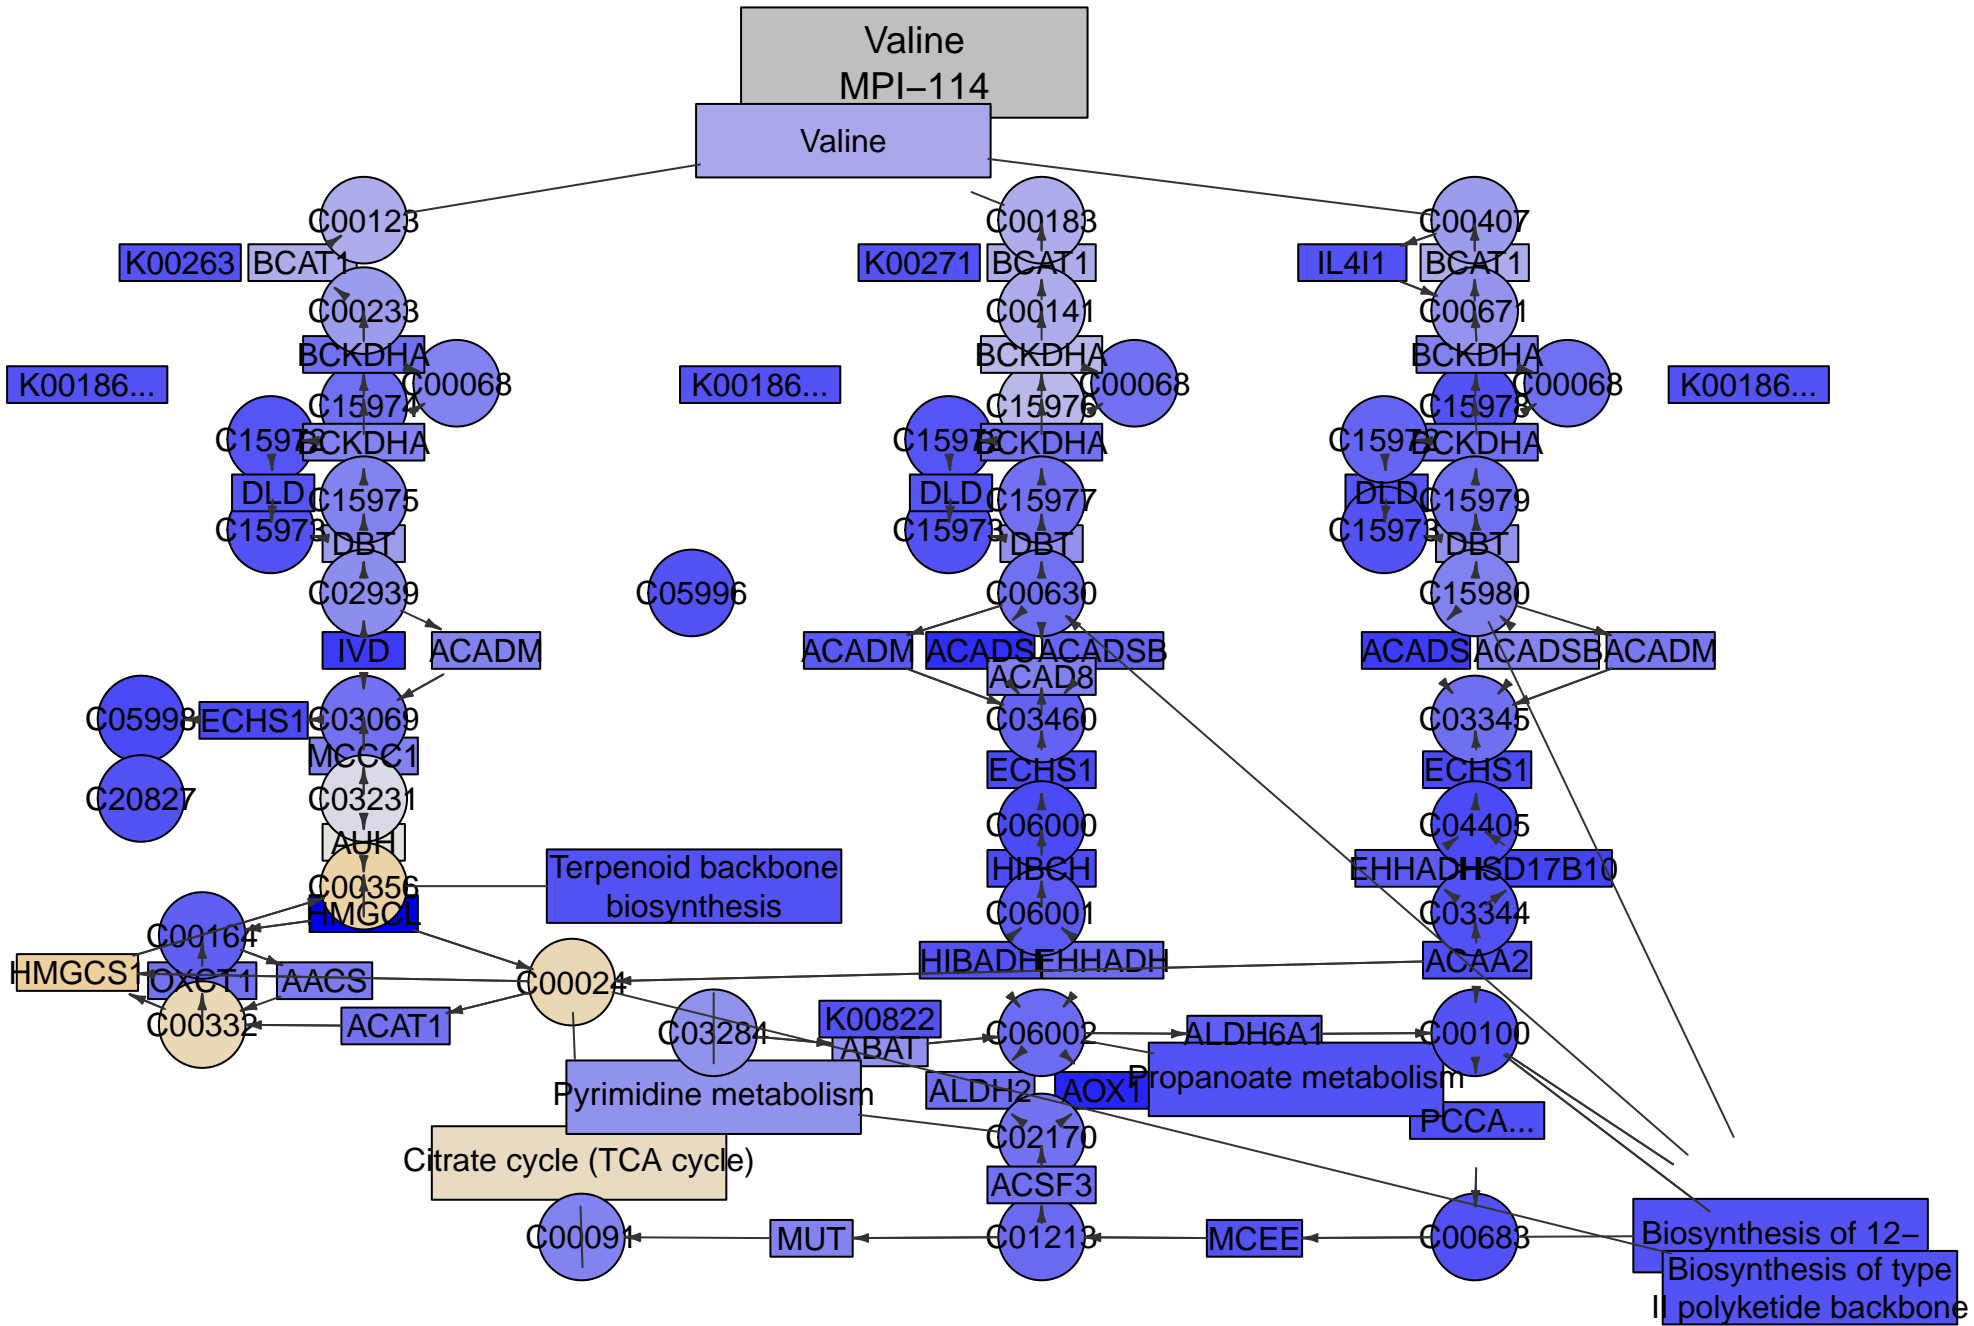 Valine
MPI−114
Valine
C00123
C00183
C00407
K00263
BCAT1
K00271
BCAT1
IL4I1
BCAT1
C00233
C00141
C00671
BCKDHA
BCKDHA
BCKDHA
K00186...
C00068
K00186...
C00068
C00068
K00186...
C15974
C15976
C15978
C15972
BCKDHA
C15972
BCKDHA
C15972
BCKDHA
DLD
C15975
DLD
C15977
DLD
C15979
C15973
DBT
C15973
DBT
C15973
DBT
C02939
C05996
C00630
C15980
IVD
ACADM
ACADM
ACADS
ACADSB
ACADS
ACADSB
ACADM
ACAD8
C05998
ECHS1
C03069
C03460
C03345
MCCC1
ECHS1
ECHS1
C20827
C03231
C06000
C04405
AUH
Terpenoid backbone
biosynthesis
HIBCH
EHHADH
HSD17B10
C00356
HMGCL
C06001
C03344
C00164
HMGCS1
OXCT1
AACS
C00024
HIBADH
EHHADH
ACAA2
C00332
ACAT1
C03284
K00822
ABAT
C06002
ALDH6A1
C00100
Pyrimidine metabolism
ALDH2
AOX1
Propanoate metabolism
PCCA...
C02170
Citrate cycle (TCA cycle)
ACSF3
C00091
MUT
C01213
MCEE
C00683
Biosynthesis of 12−
Biosynthesis of type
II polyketide backbone